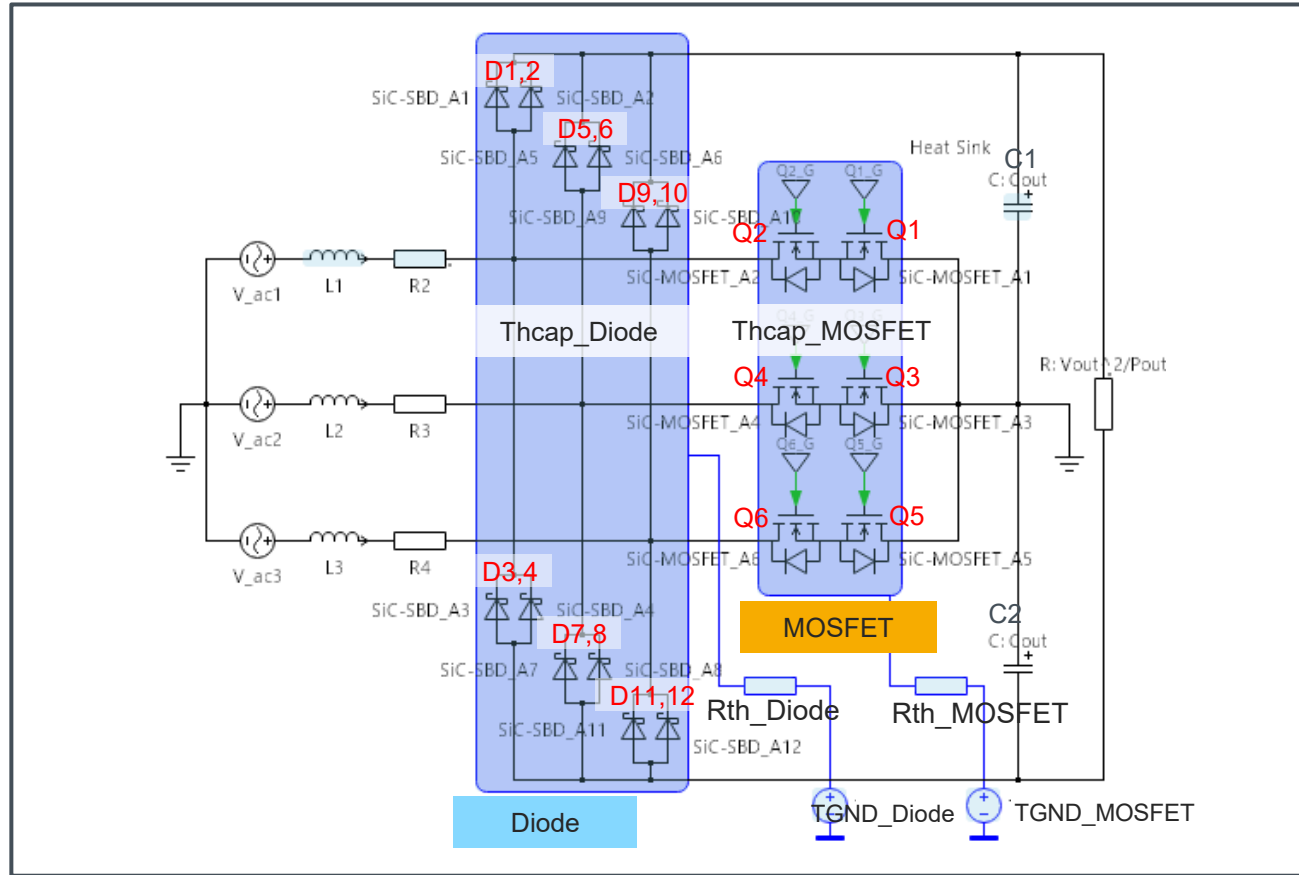 D1,2
SiC-SBD_A1
SiC-SBD_A2
D5,6
SiC-SBD_A5
SiC-SBD_A6
Heat Sink
C1
C: Cout
Q2_G
Q1_G
D9,10
SiC-SBD_A9
SiC-SBD_A10
Q2
Q1
V_ac1
L1
R2
SiC-MOSFET_A2
SiC-MOSFET_A1
Thcap_Diode
Thcap_MOSFET
Q4_G
Q3_G
R: Vout^2/Pout
Q4
Q3
V_ac2
L2
R3
SiC-MOSFET_A4
SiC-MOSFET_A3
Q6_G
Q5_G
Q6
Q5
V_ac3
L3
R4
SiC-MOSFET_A6
SiC-MOSFET_A5
D3,4
SiC-SBD_A3
SiC-SBD_A4
MOSFET
C2
C: Cout
D7,8
SiC-SBD_A7
SiC-SBD_A8
D11,12
Rth_Diode
Rth_MOSFET
SiC-SBD_A11
SiC-SBD_A12
Diode
TGND_Diode
TGND_MOSFET